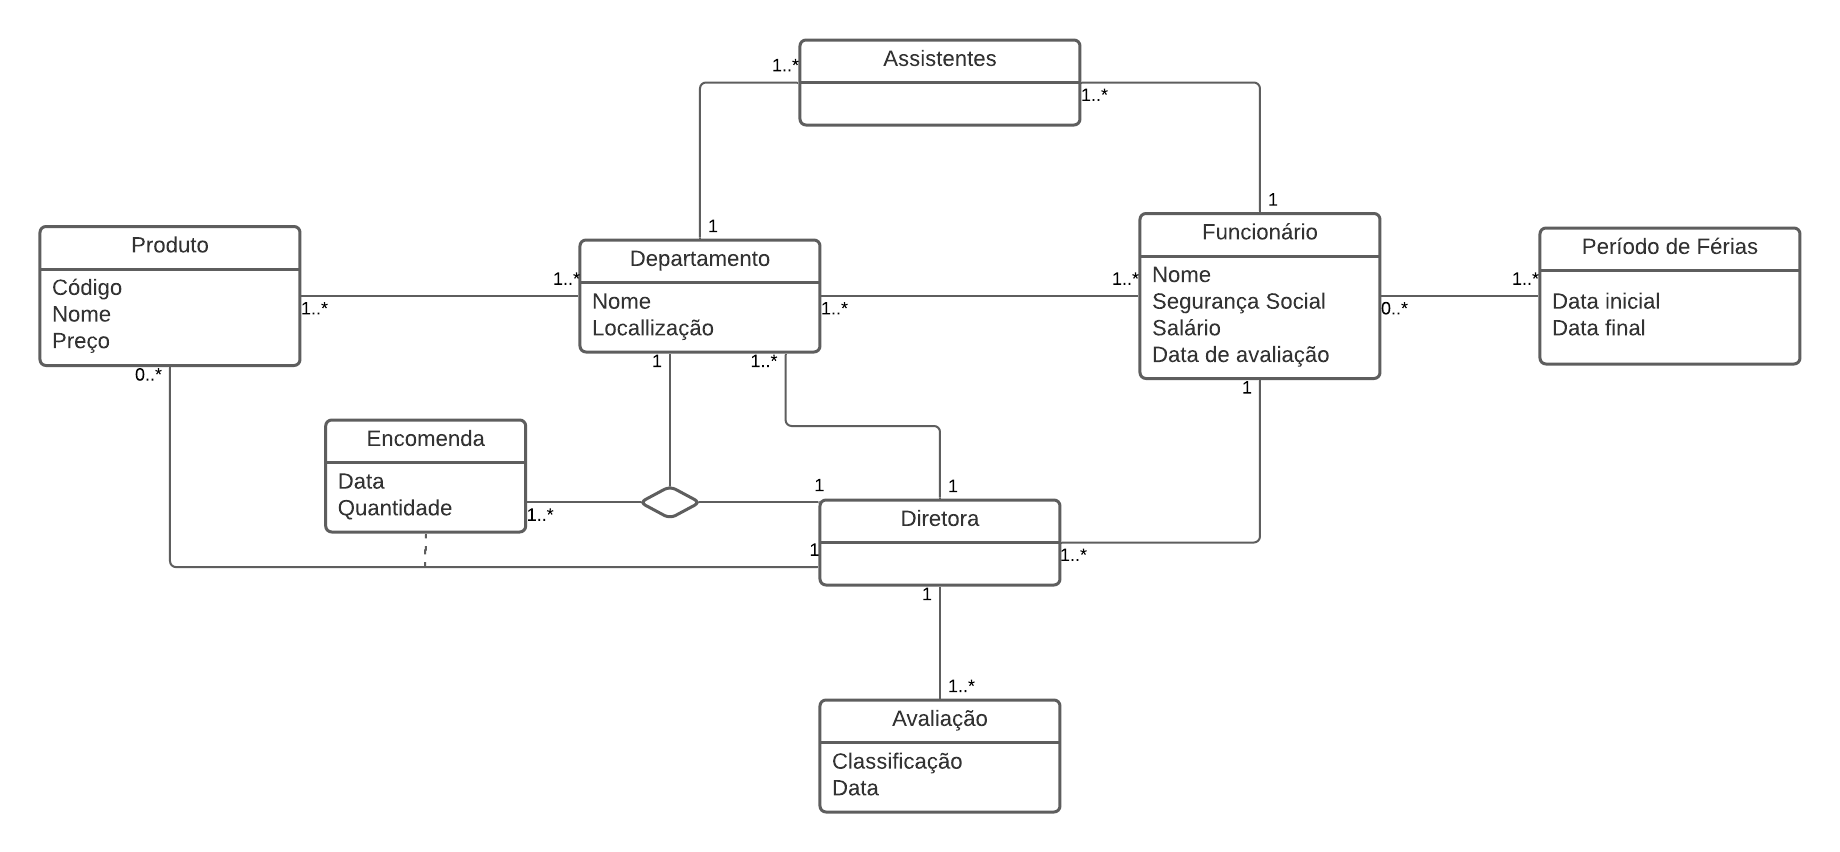 Assistentes
1..*
1..*
1
1
Produto
Código
Nome
Preço
1..*
1..*
0..*
Departamento
Nome
Locallização
1..*
1..*
1
1..*
Funcionário
Nome
Segurança Social
Salário
Data de avaliação
0..*
1..*
1
Período de Férias
Data inicial
Data final
Encomenda
Data
Quantidade
1..*
1
1
Diretora
1
1..*
1
1..*
Avaliação
Classificação
Data